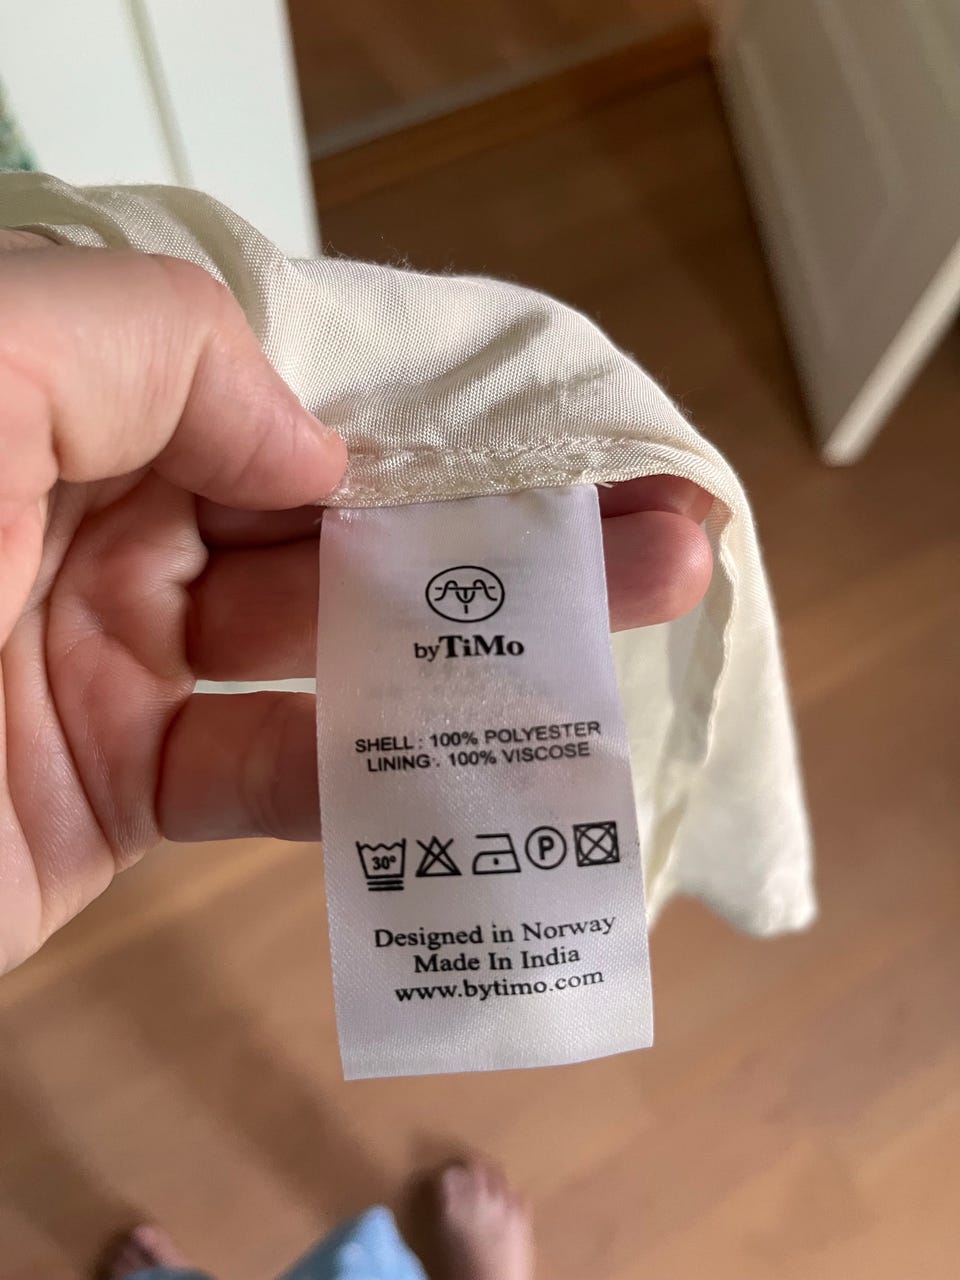 byTiMo
SHELL : 100% POLYESTER
LINING : 100% VISCOSE
30° P
Designed in Norway
Made In India
www.bytimo.com